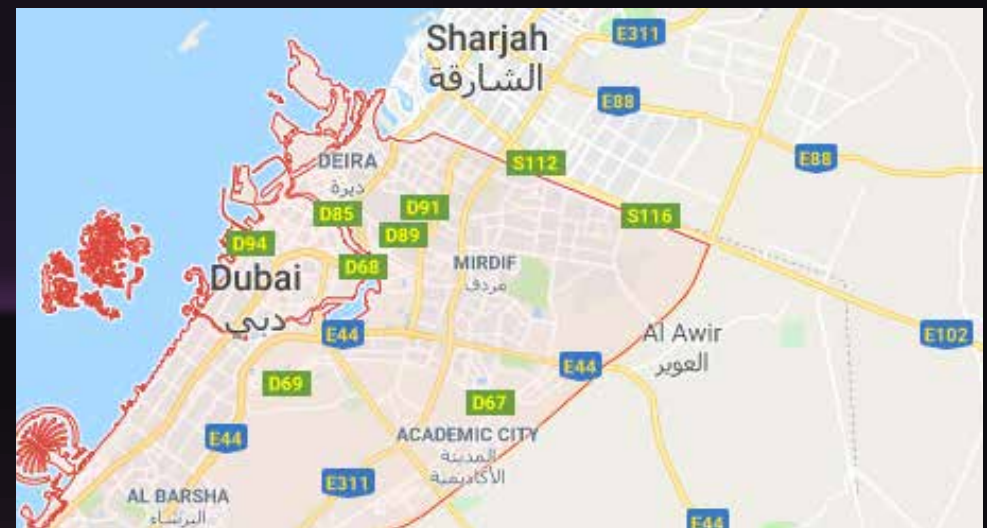 Sharjah
الشارقة
E311
E88
E88
S112
DEIRA
ديرة
D85
D91
S116
D94
D89
D68
Dubai
دبي
MIRDIF
مردف
E44
Al Awir
العوير
E102
E44
D69
D67
E44
ACADEMIC CITY
المدينة
الأكاديمية
E311
AL BARSHA
البرشاء
E44